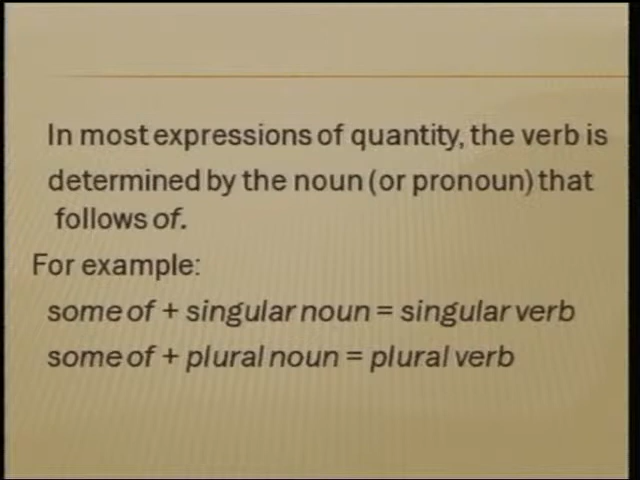 In most expressions of quantity, the verb is
determined by the noun (or pronoun) that
follows of.
For example:
some of + singular noun = singular verb
some of + plural noun = plural verb